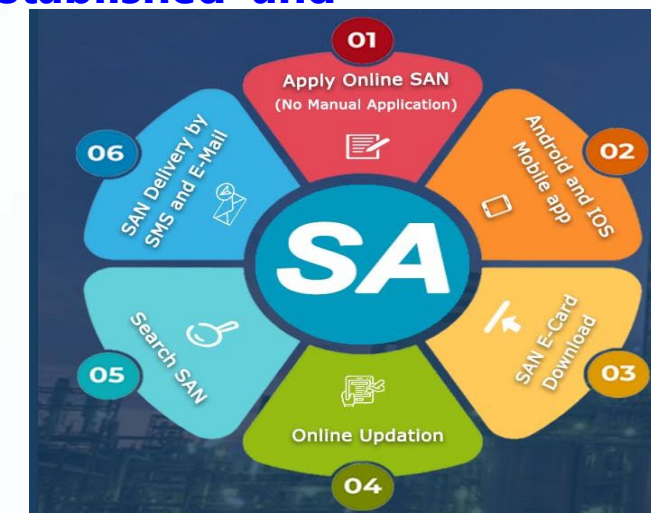 01
Apply Online SAN
(No Manual Application)
02
Android and IOS
Mobile app
03
SAN E-Card
Download
04
Online Updation
05
Search SAN
06
SAN Delivery by
SMS and E-Mail
SA